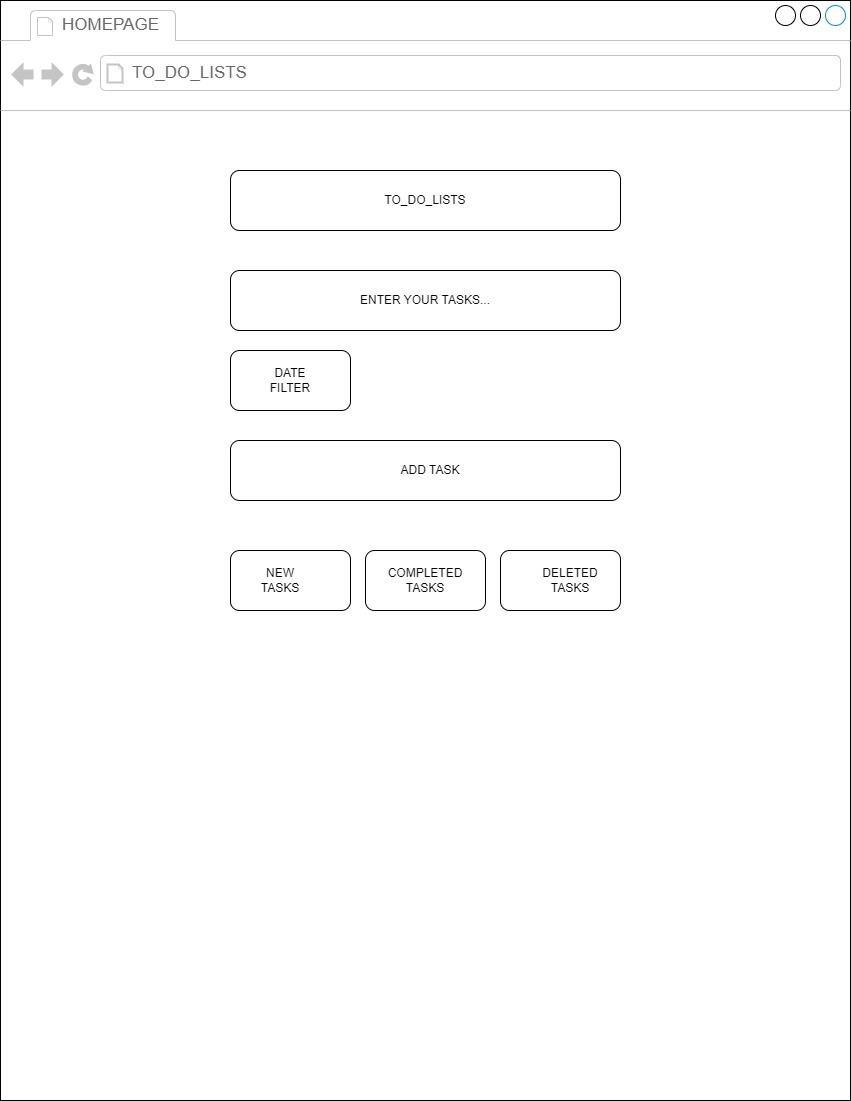 HOMEPAGE
TO_DO_LISTS
TO_DO_LISTS
ENTER YOUR TASKS...
DATE
FILTER
ADD TASK
NEW
TASKS
COMPLETED
TASKS
DELETED
TASKS